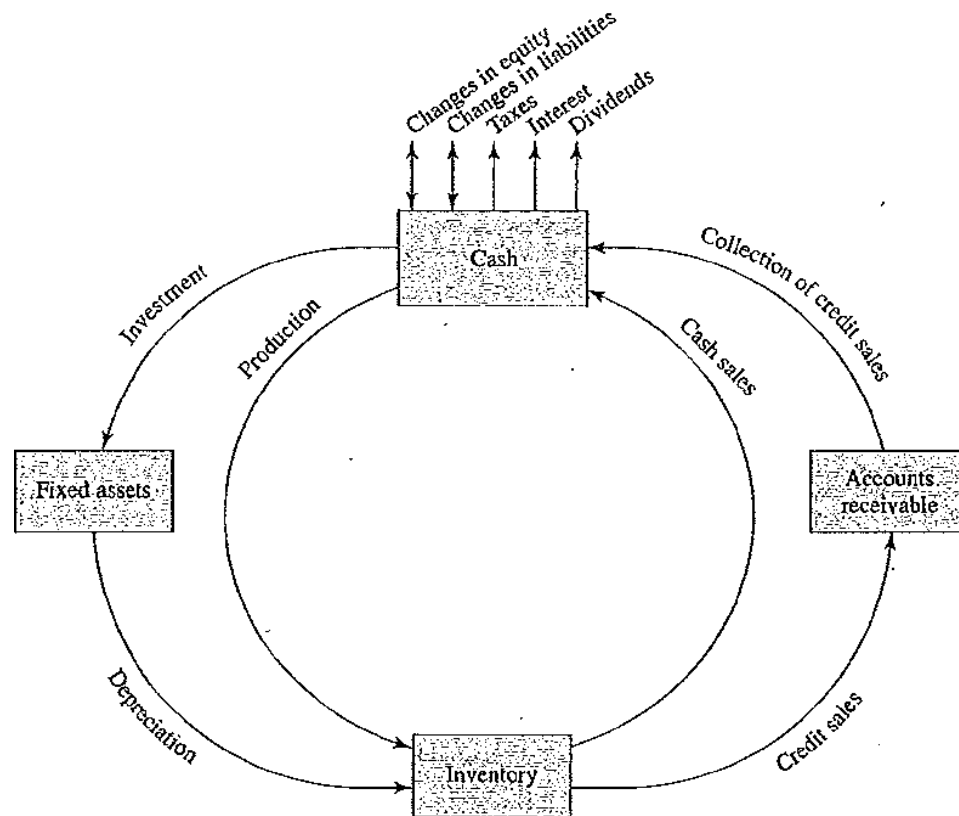 Changes in equity
Changes in liabilities
Taxes
Interest
Dividends
Cash
Investment
Production
Cash sales
Collection of credit sales
Fixed assets
Accounts
receivable
Depreciation
Inventory
Credit sales